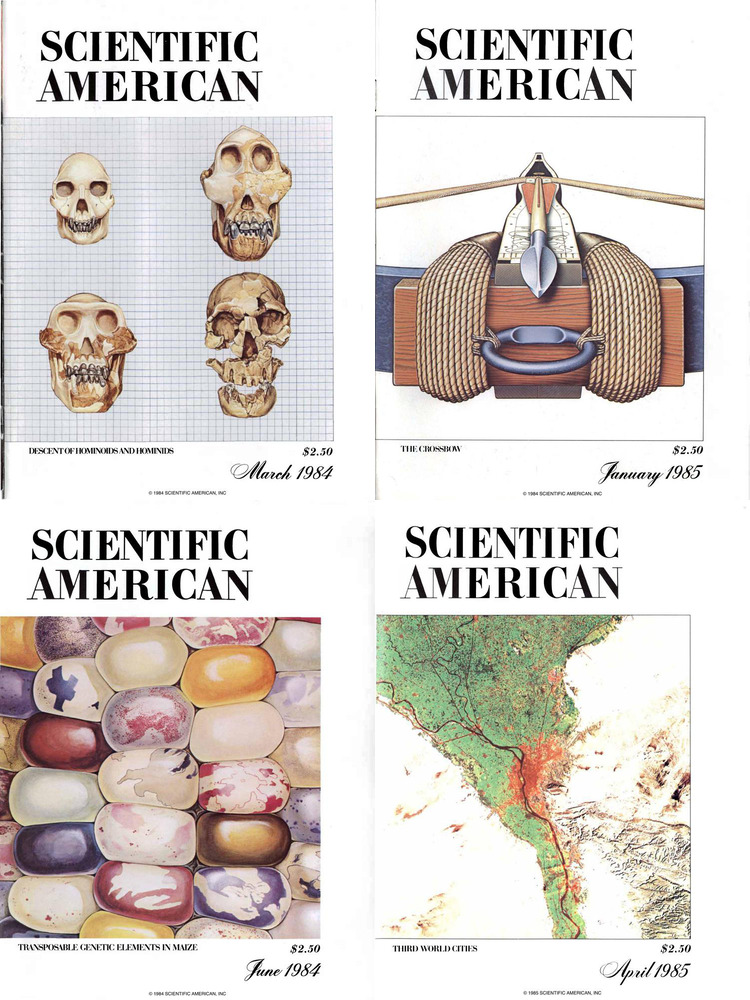 SCIENTIFIC
AMERICAN
DESCENT OF HOMINOIDS AND HOMINIDS
$2.50
March 1984
© 1984 SCIENTIFIC AMERICAN, INC
SCIENTIFIC
AMERICAN
THE CROSSBOW
$2.50
January 1985
© 1984 SCIENTIFIC AMERICAN, INC
SCIENTIFIC
AMERICAN
TRANSPOSABLE GENETIC ELEMENTS IN MAIZE
$2.50
June 1984
© 1984 SCIENTIFIC AMERICAN, INC
SCIENTIFIC
AMERICAN
THIRD WORLD CITIES
$2.50
April 1985
© 1985 SCIENTIFIC AMERICAN, INC